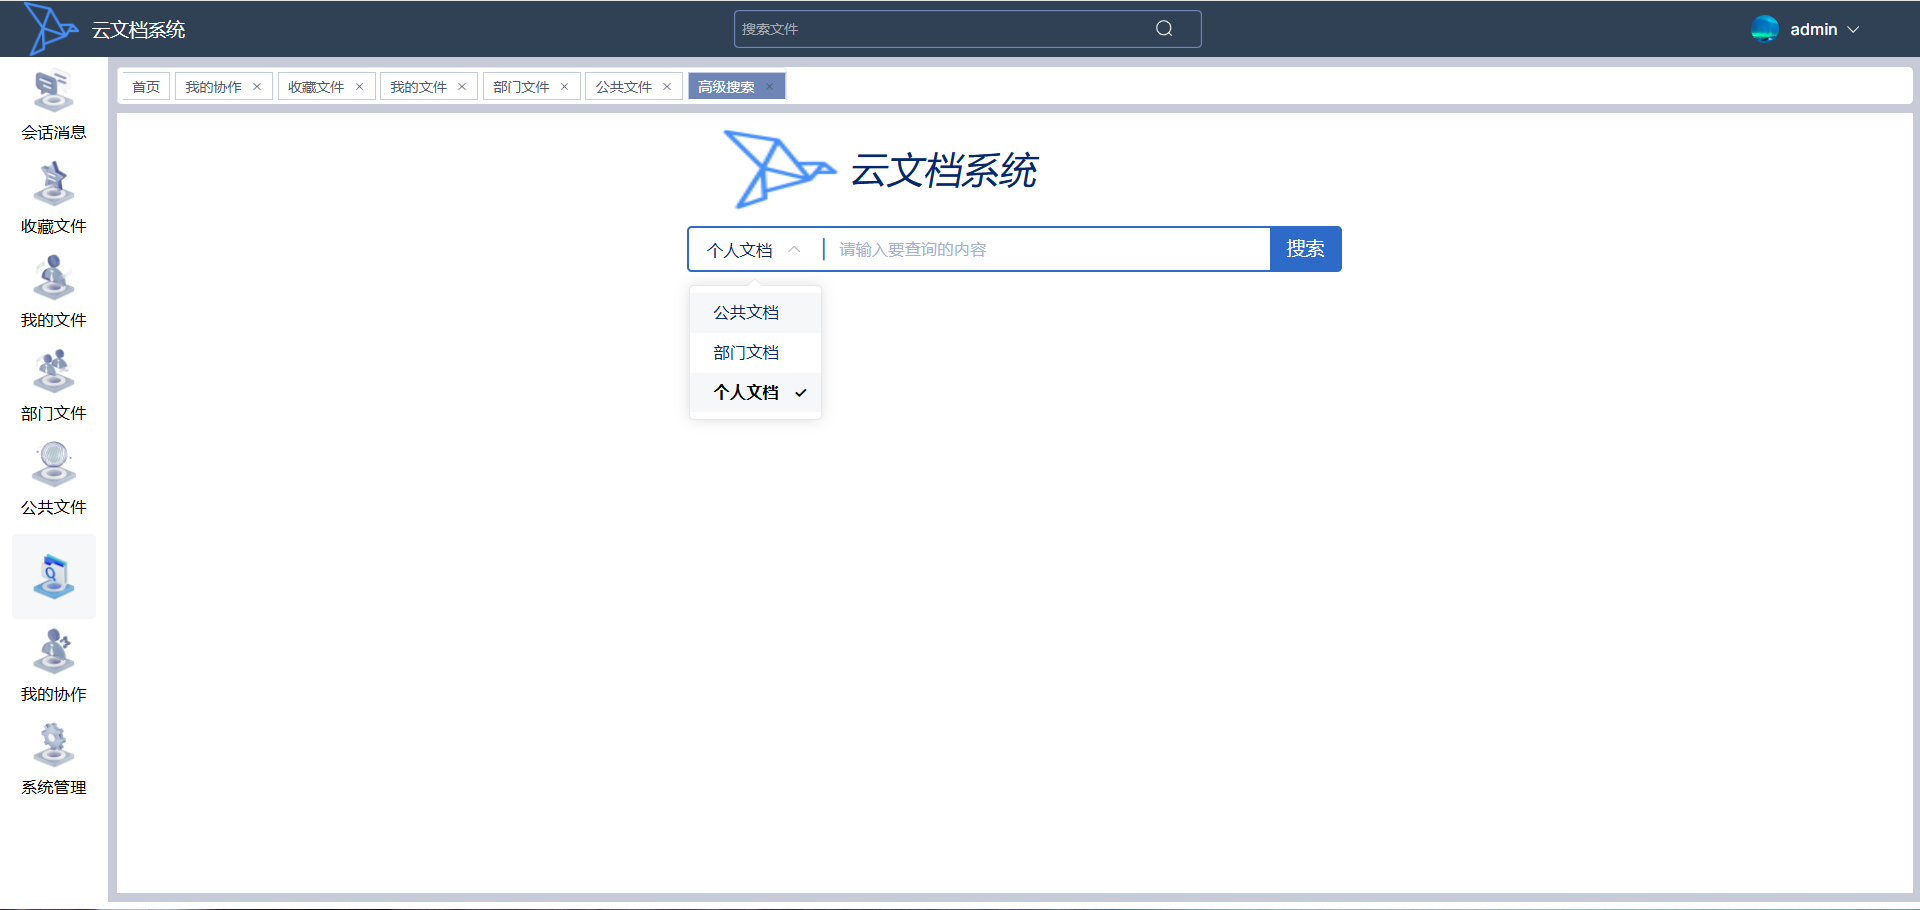 云文档系统
搜索文件
admin
首页
我的协作
收藏文件
我的文件
部门文件
公共文件
高级搜索
会话消息
收藏文件
我的文件
部门文件
公共文件
我的协作
系统管理
云文档系统
个人文档
请输入要查询的内容
搜索
公共文档
部门文档
个人文档